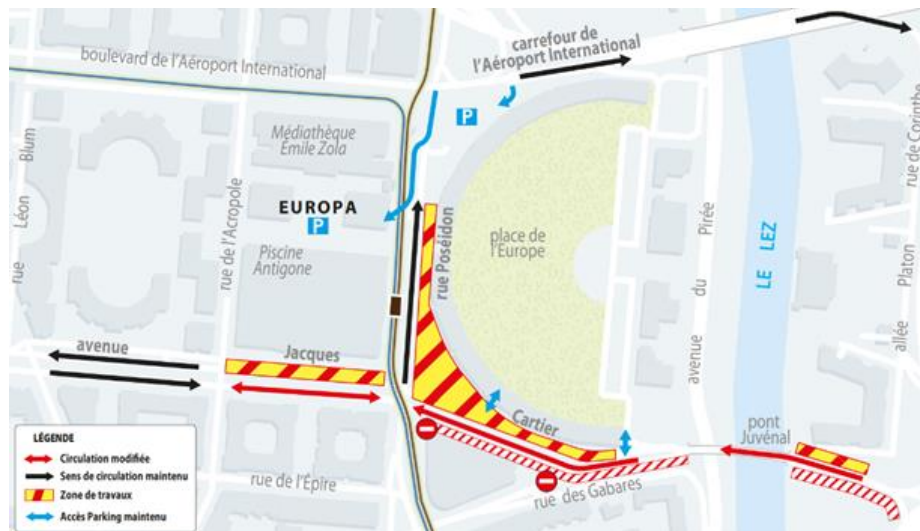 carrefour de
l'Aéroport International
boulevard de l'Aéroport International
P
Médiathèque
Émile Zola
EUROPA
P
Piscine
Antigone
rue Léon Blum
rue de l'Acropole
rue Poséidon
place de
l'Europe
avenue du Pirée
LE LEZ
rue de Corinthe
allée Platon
avenue Jacques Cartier
pont
Juvénal
rue des Gabares
rue de l'Épire
LÉGENDE
Circulation modifiée
Sens de circulation maintenu
Zone de travaux
Accès Parking maintenu